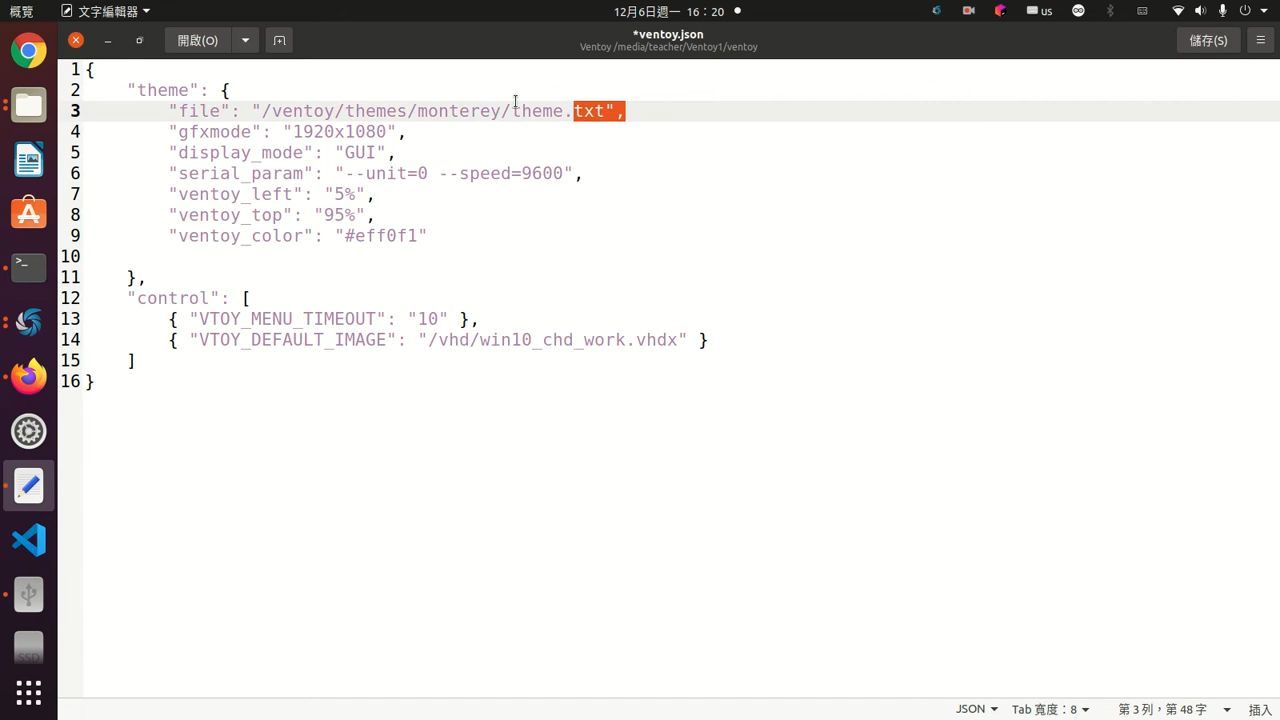 概覽
文字編輯器
12月6日週一 16：20
us
開啟(O)
*ventoy.json
Ventoy /media/teacher/Ventoy1/ventoy
儲存(S)
1 {
2     "theme": {
3         "file": "/ventoy/themes/monterey/theme.txt",
4         "gfxmode": "1920x1080",
5         "display_mode": "GUI",
6         "serial_param": "--unit=0 --speed=9600",
7         "ventoy_left": "5%",
8         "ventoy_top": "95%",
9         "ventoy_color": "#eff0f1"
10
11     },
12     "control": [
13         { "VTOY_MENU_TIMEOUT": "10" },
14         { "VTOY_DEFAULT_IMAGE": "/vhd/win10_chd_work.vhdx" }
15     ]
16 }
SSD
JSON
Tab 寬度：8
第 3 列，第 48 字
插入